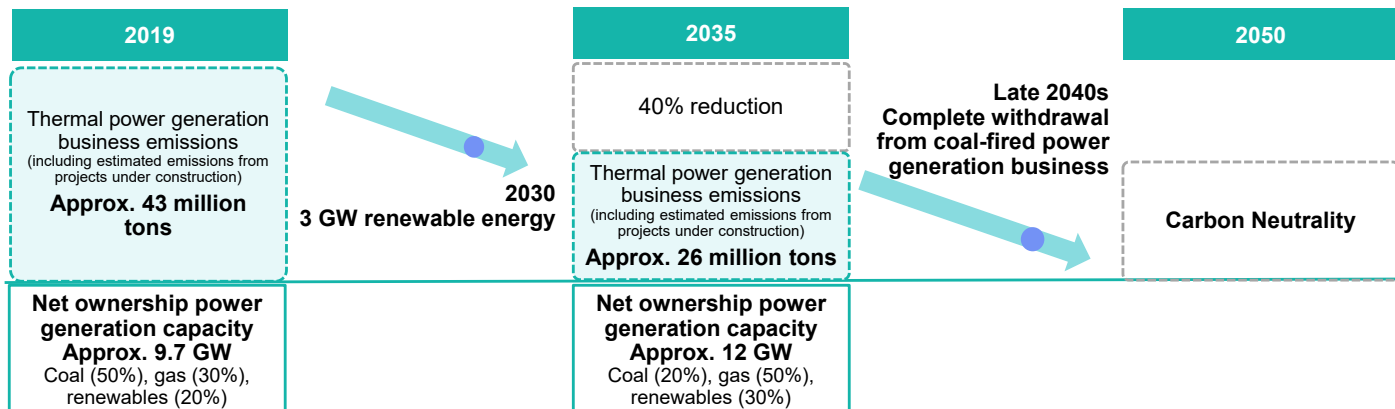 2019
Thermal power generation
business emissions
(including estimated emissions from
projects under construction)
Approx. 43 million
tons
Net ownership power
generation capacity
Approx. 9.7 GW
Coal (50%), gas (30%),
renewables (20%)
2030
3 GW renewable energy
2035
40% reduction
Thermal power generation
business emissions
(including estimated emissions from
projects under construction)
Approx. 26 million tons
Net ownership power
generation capacity
Approx. 12 GW
Coal (20%), gas (50%),
renewables (30%)
Late 2040s
Complete withdrawal
from coal-fired power
generation business
2050
Carbon Neutrality